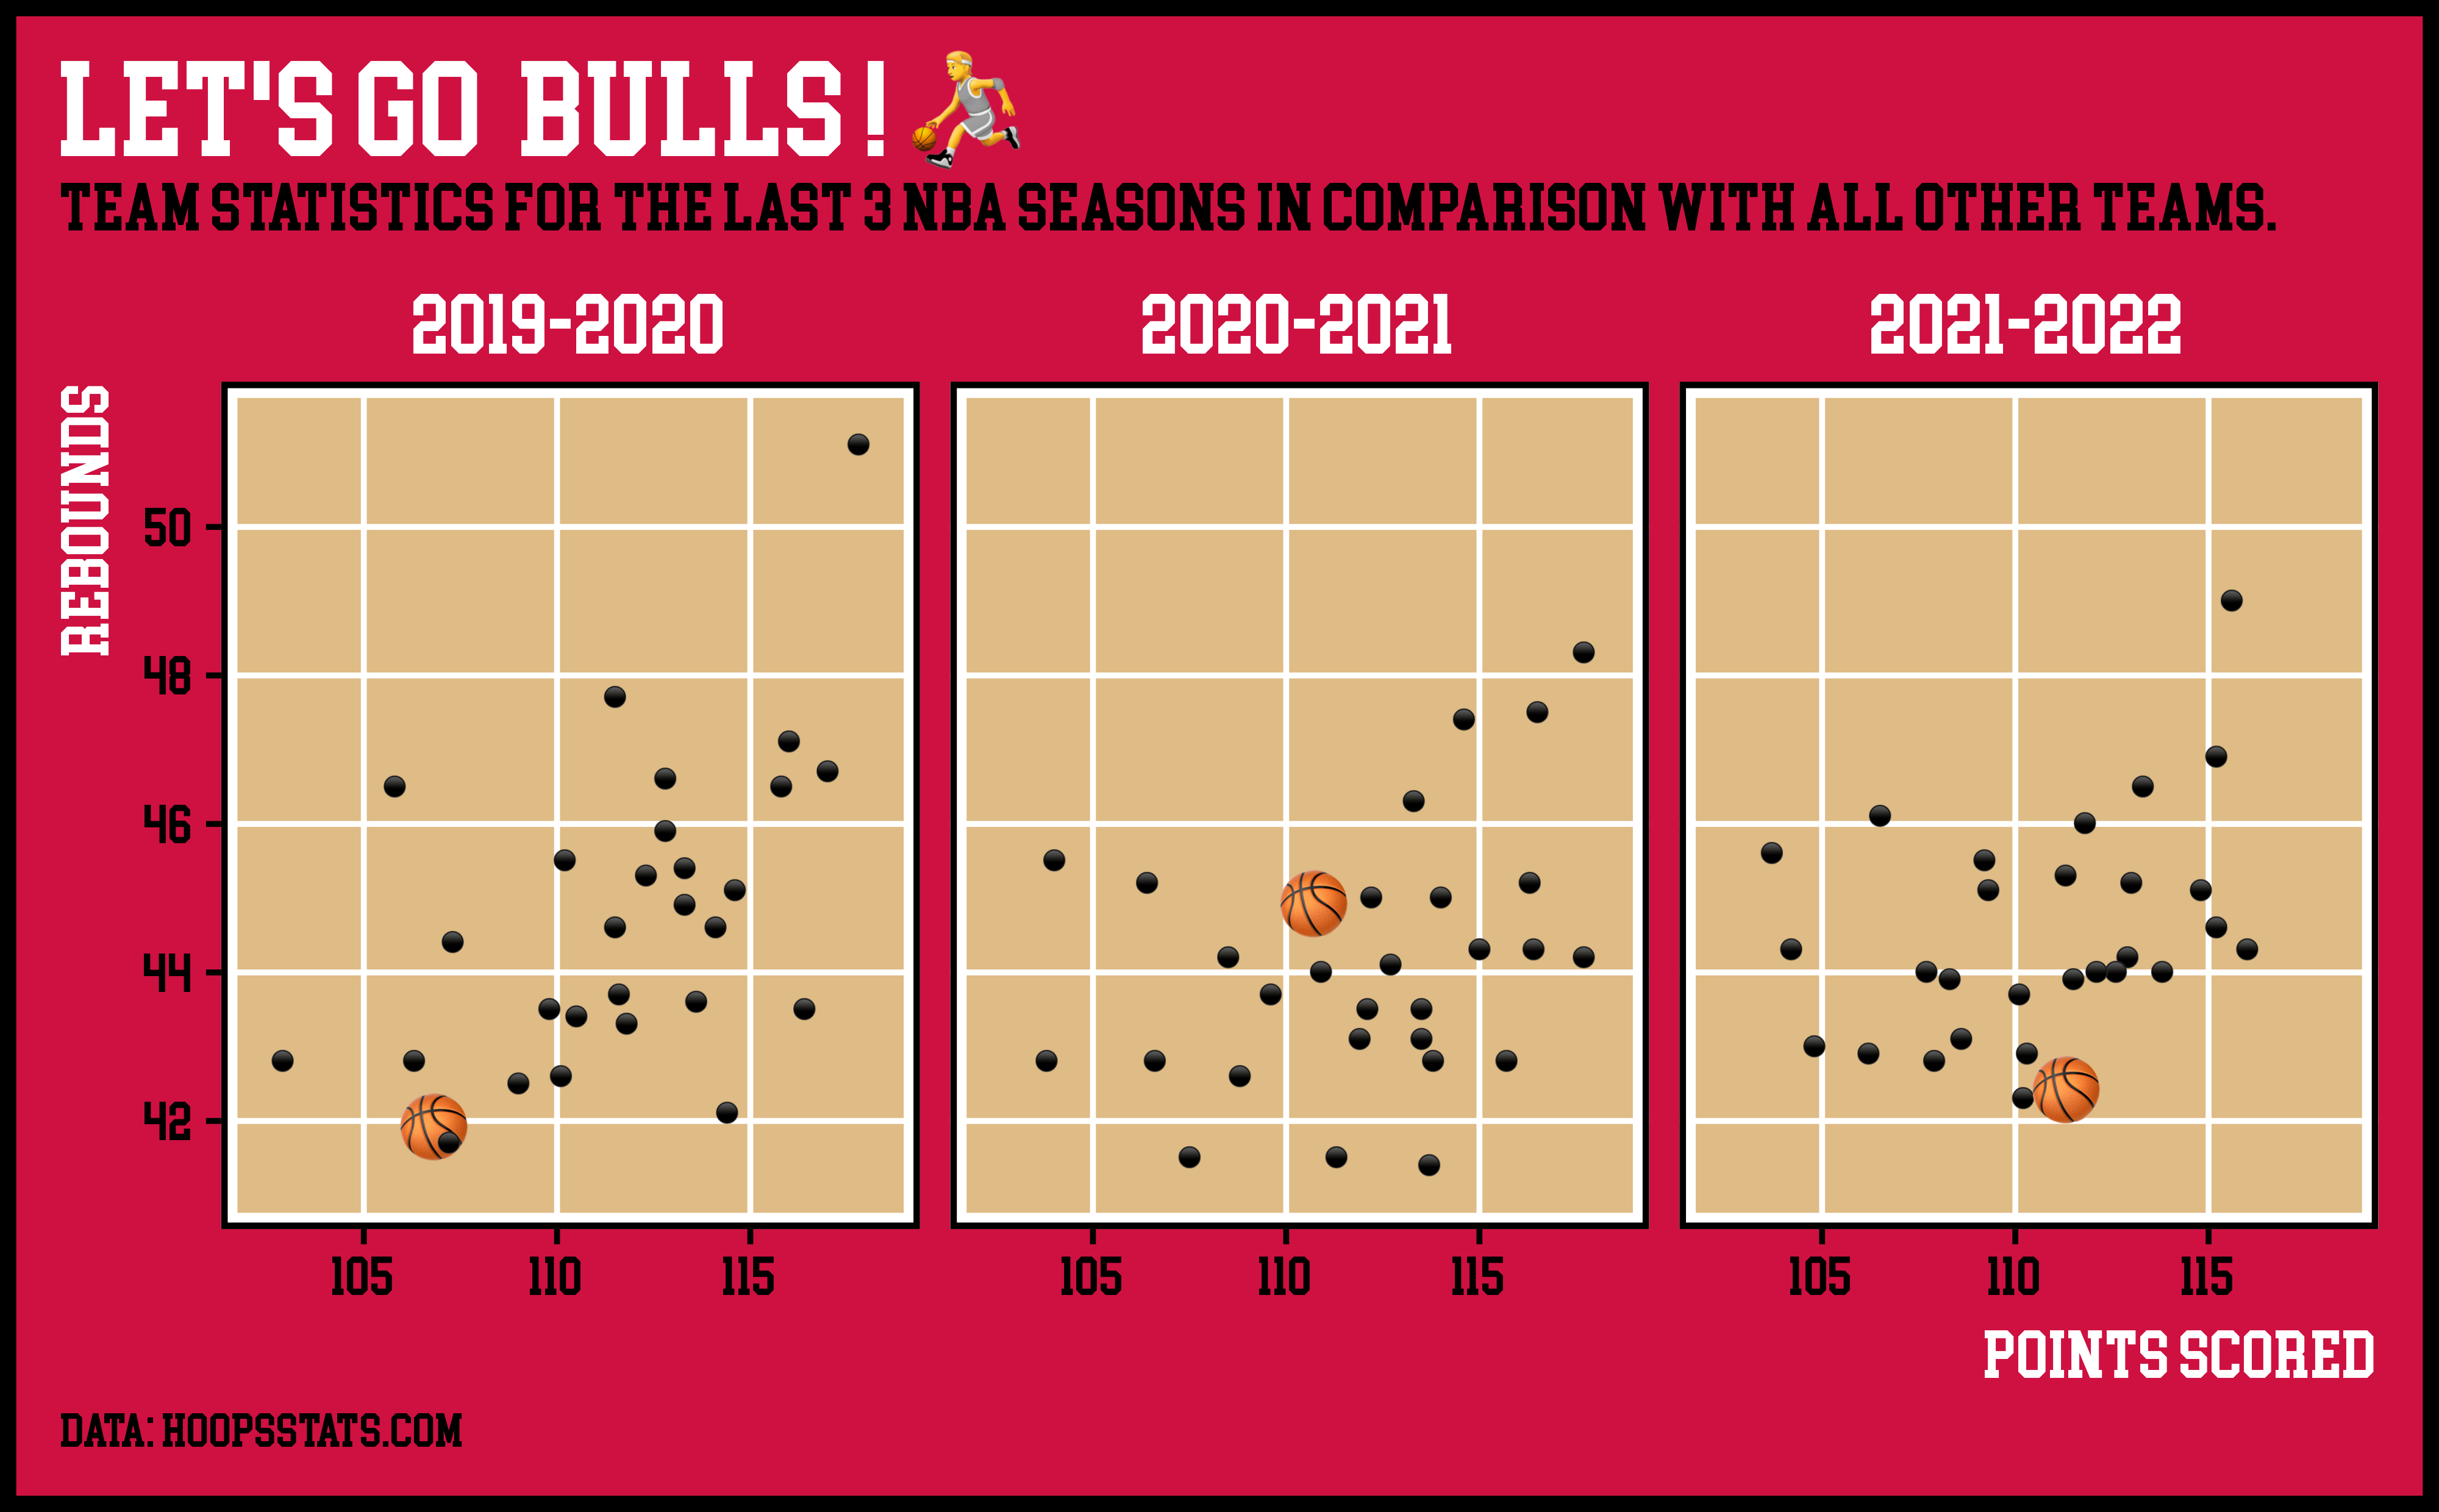 LET'S GO BULLS!
TEAM STATISTICS FOR THE LAST 3 NBA SEASONS IN COMPARISON WITH ALL OTHER TEAMS.
2019-2020 2020-2021 2021-2022
REBOUNDS
50
48
46
44
42
105 110 115 105 110 115 105 110 115
POINTS SCORED
DATA: HOOPSSTATS.COM